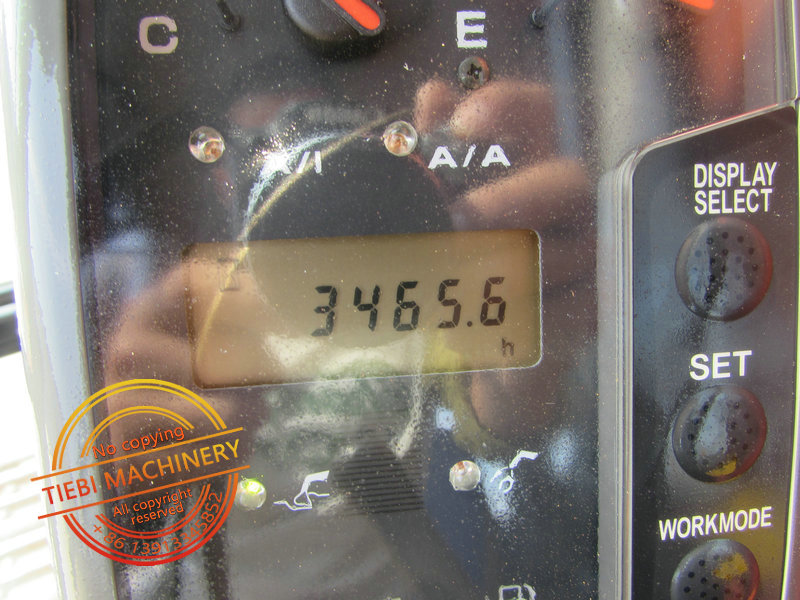 C
E
A/I
A/A
DISPLAY
SELECT
3465.6
h
SET
WORKMODE
No copying
TIEBI MACHINERY
All copyright
reserved